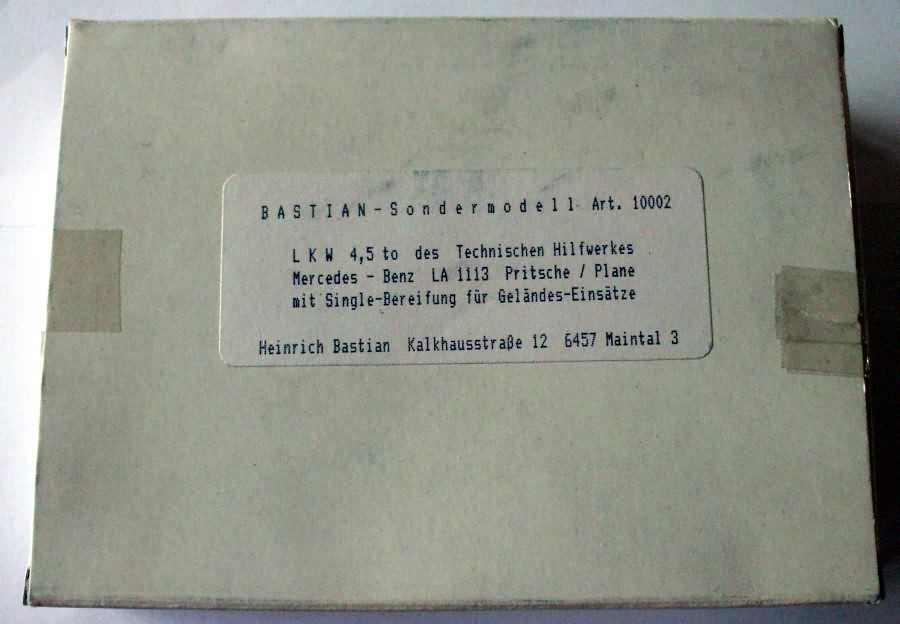 BASTIAN-Sondermodell Art. 10002
LKW 4,5 to des Technischen Hilfwerkes
Mercedes - Benz LA 1113 Pritsche / Plane
mit Single-Bereifung für Geländes-Einsätze
Heinrich Bastian Kalkhausstraße 12 6457 Maintal 3